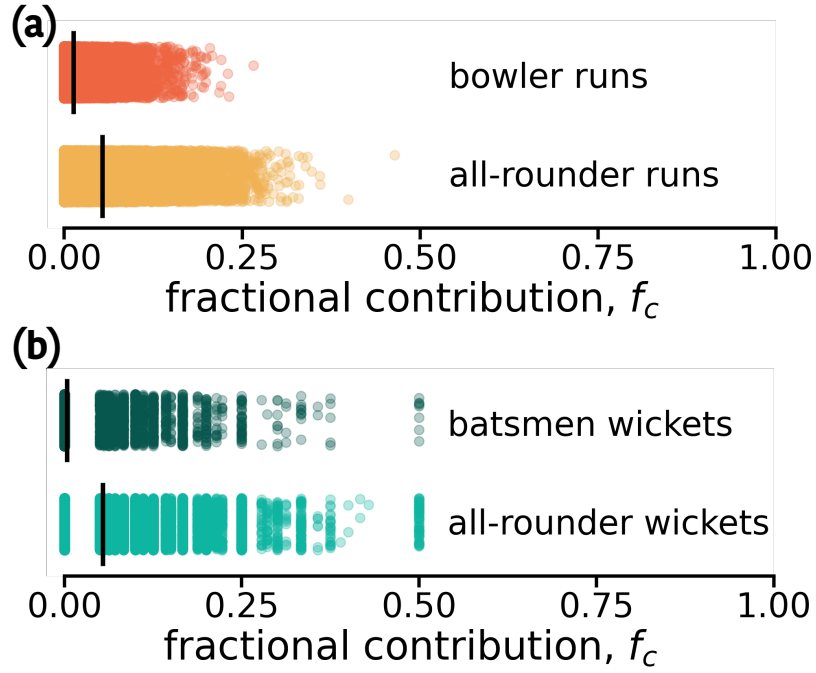 (a)
bowler runs
all-rounder runs
0.00 0.25 0.50 0.75 1.00
fractional contribution, f_c
(b)
batsmen wickets
all-rounder wickets
0.00 0.25 0.50 0.75 1.00
fractional contribution, f_c